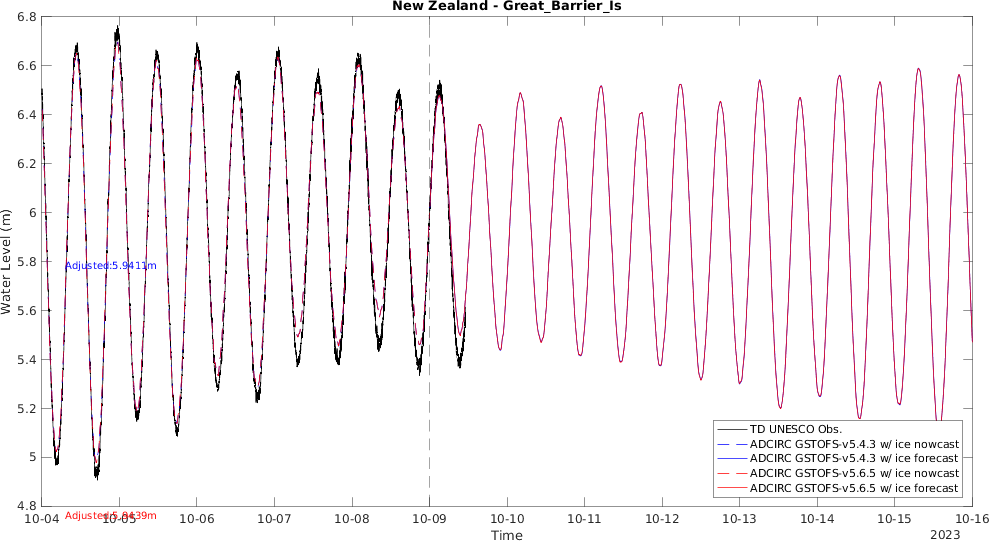 New Zealand - Great_Barrier_Is
6.8
6.6
6.4
6.2
6
5.8
5.6
5.4
5.2
5
4.8
Water Level (m)
Adjusted:5.9411m
Adjusted:5.9439m
TD UNESCO Obs.
ADCIRC GSTOFS-v5.4.3 w/ ice nowcast
ADCIRC GSTOFS-v5.4.3 w/ ice forecast
ADCIRC GSTOFS-v5.6.5 w/ ice nowcast
ADCIRC GSTOFS-v5.6.5 w/ ice forecast
10-04 10-05 10-06 10-07 10-08 10-09 10-10 10-11 10-12 10-13 10-14 10-15 10-16
Time
2023